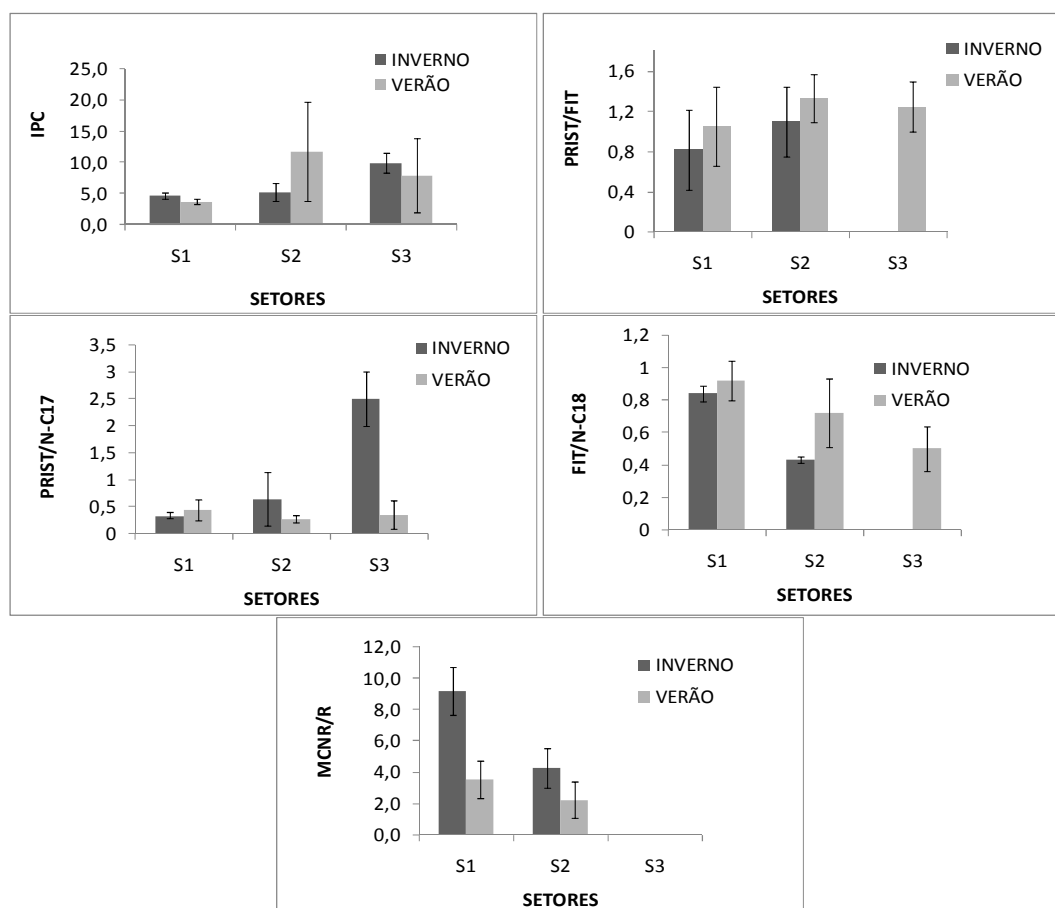 INVERNO
VERÃO
25,0
20,0
15,0
10,0
5,0
0,0
IPC
S1 S2 S3
SETORES
INVERNO
VERÃO
1,6
1,2
0,8
0,4
0
PRIST/FIT
S1 S2 S3
SETORES
INVERNO
VERÃO
3,5
3
2,5
2
1,5
1
0,5
0
PRIST/N-C17
S1 S2 S3
SETORES
INVERNO
VERÃO
1,2
1
0,8
0,6
0,4
0,2
0
FIT/N-C18
S1 S2 S3
SETORES
INVERNO
VERÃO
12,0
10,0
8,0
6,0
4,0
2,0
0,0
MCNR/R
S1 S2 S3
SETORES